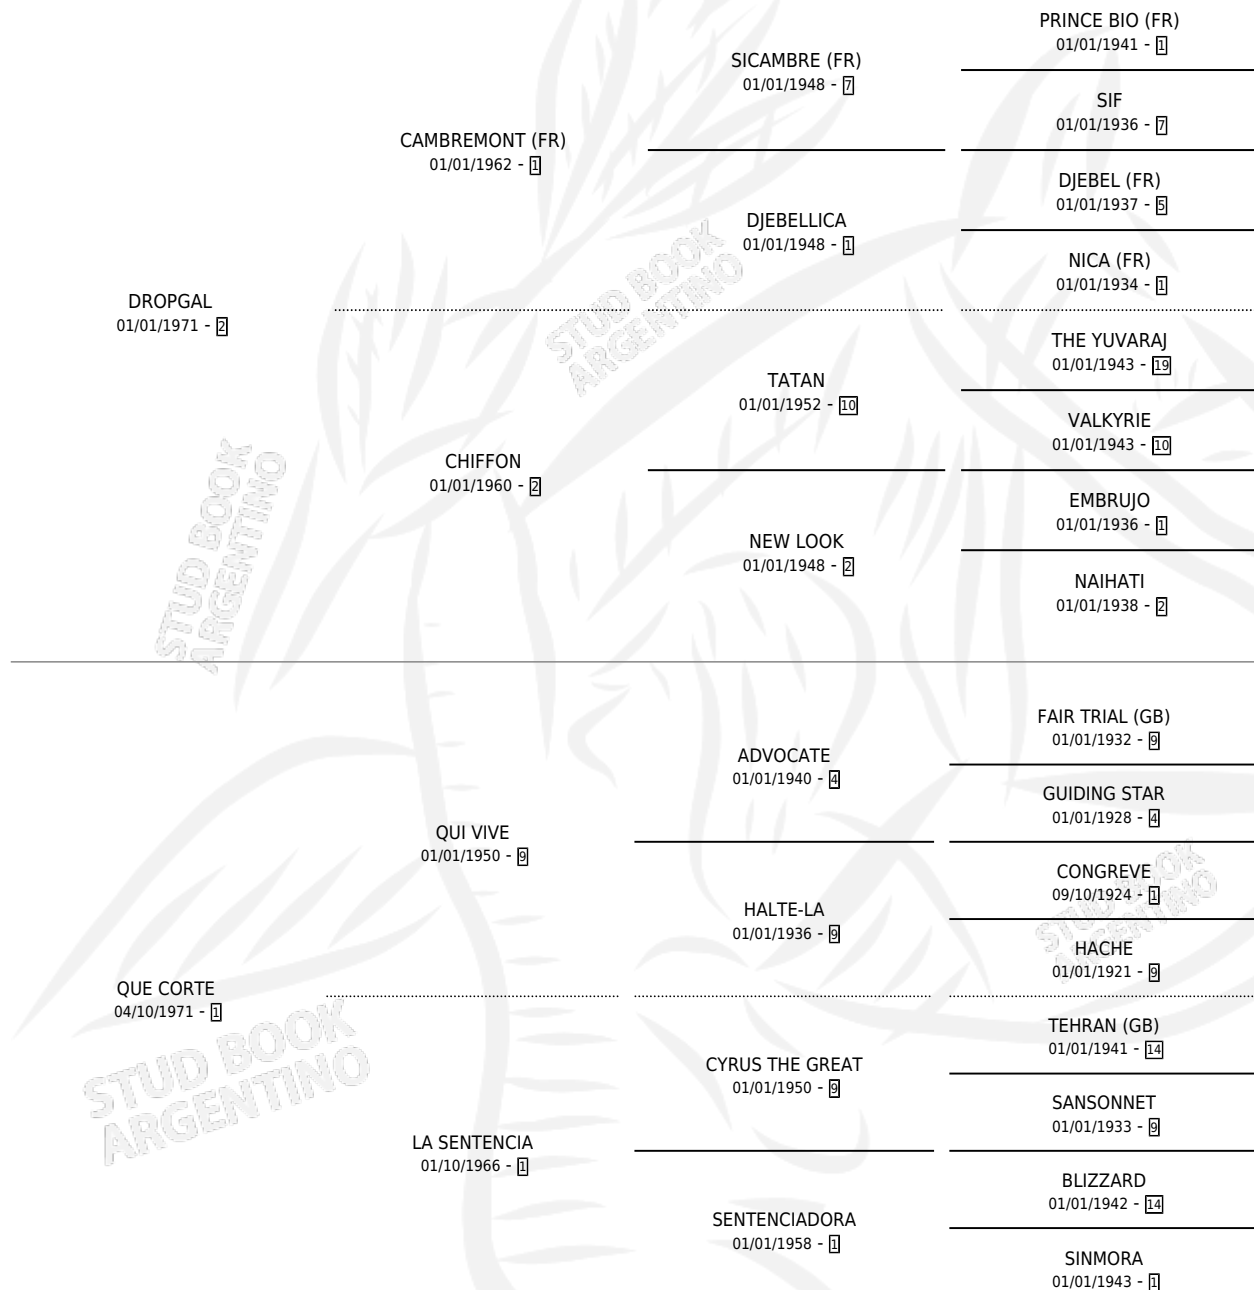 PRINCE BIO (FR)
01/01/1941 - 1
SICAMBRE (FR)
01/01/1948 - 7
SIF
01/01/1936 - 7
CAMBREMONT (FR)
01/01/1962 - 1
DJEBEL (FR)
01/01/1937 - 5
DJEBELLICA
01/01/1948 - 1
NICA (FR)
01/01/1934 - 1
DROPGAL
01/01/1971 - 2
THE YUVARAJ
01/01/1943 - 19
TATAN
01/01/1952 - 10
VALKYRIE
01/01/1943 - 10
CHIFFON
01/01/1960 - 2
EMBRUJO
01/01/1936 - 1
NEW LOOK
01/01/1948 - 2
NAIHATI
01/01/1938 - 2
FAIR TRIAL (GB)
01/01/1932 - 9
ADVOCATE
01/01/1940 - 4
GUIDING STAR
01/01/1928 - 4
QUI VIVE
01/01/1950 - 9
CONGREVE
09/10/1924 - 1
HALTE-LA
01/01/1936 - 9
HACHE
01/01/1921 - 9
QUE CORTE
04/10/1971 - 1
TEHRAN (GB)
01/01/1941 - 14
CYRUS THE GREAT
01/01/1950 - 9
SANSONNET
01/01/1933 - 9
LA SENTENCIA
01/10/1966 - 1
BLIZZARD
01/01/1942 - 14
SENTENCIADORA
01/01/1958 - 1
SINMORA
01/01/1943 - 1
STUD BOOK
ARGENTINO
STUD BOOK
ARGENTINO
STUD BOOK
ARGENTINO
STUD BOOK
ARGENTINO